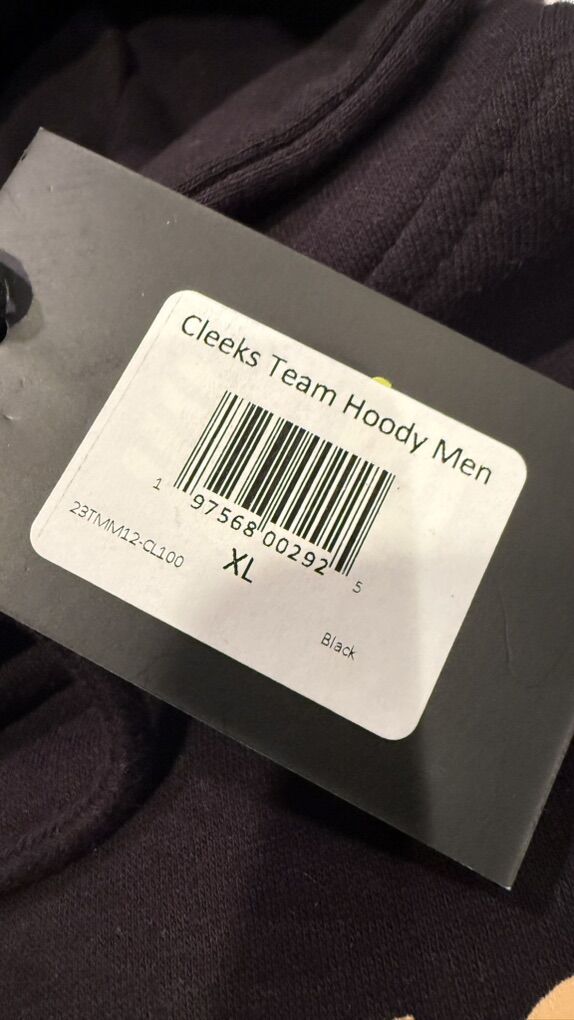 Cleeks Team Hoody Men
1 97568 00292 5
23TMM12-CL100
XL
Black